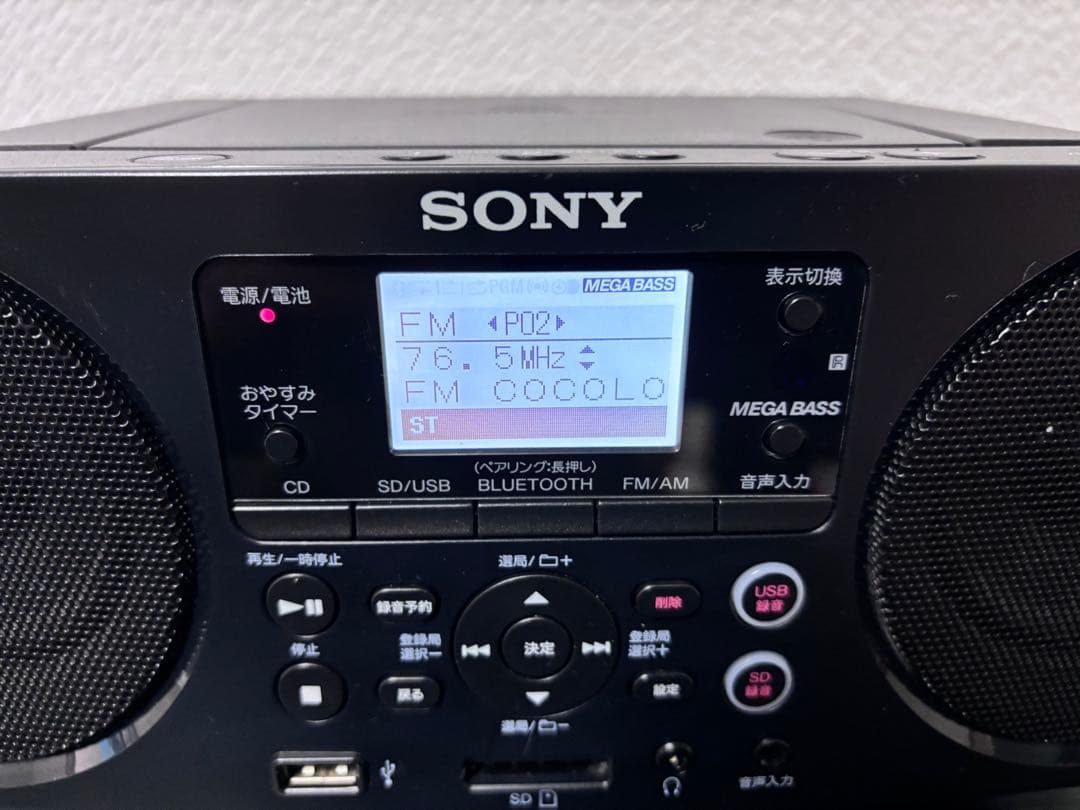 SONY
電源/電池
PGM
MEGA BASS
FM P02
76.5MHz
FM COCOLO
ST
表示切換
おやすみ
タイマー
MEGA BASS
(ペアリング:長押し)
CD
SD/USB
BLUETOOTH
FM/AM
音声入力
再生/一時停止
選局/ +
録音予約
削除
USB
録音
登録局
選択−
決定
登録局
選択+
停止
戻る
設定
SD
録音
選局/ −
SD
音声入力